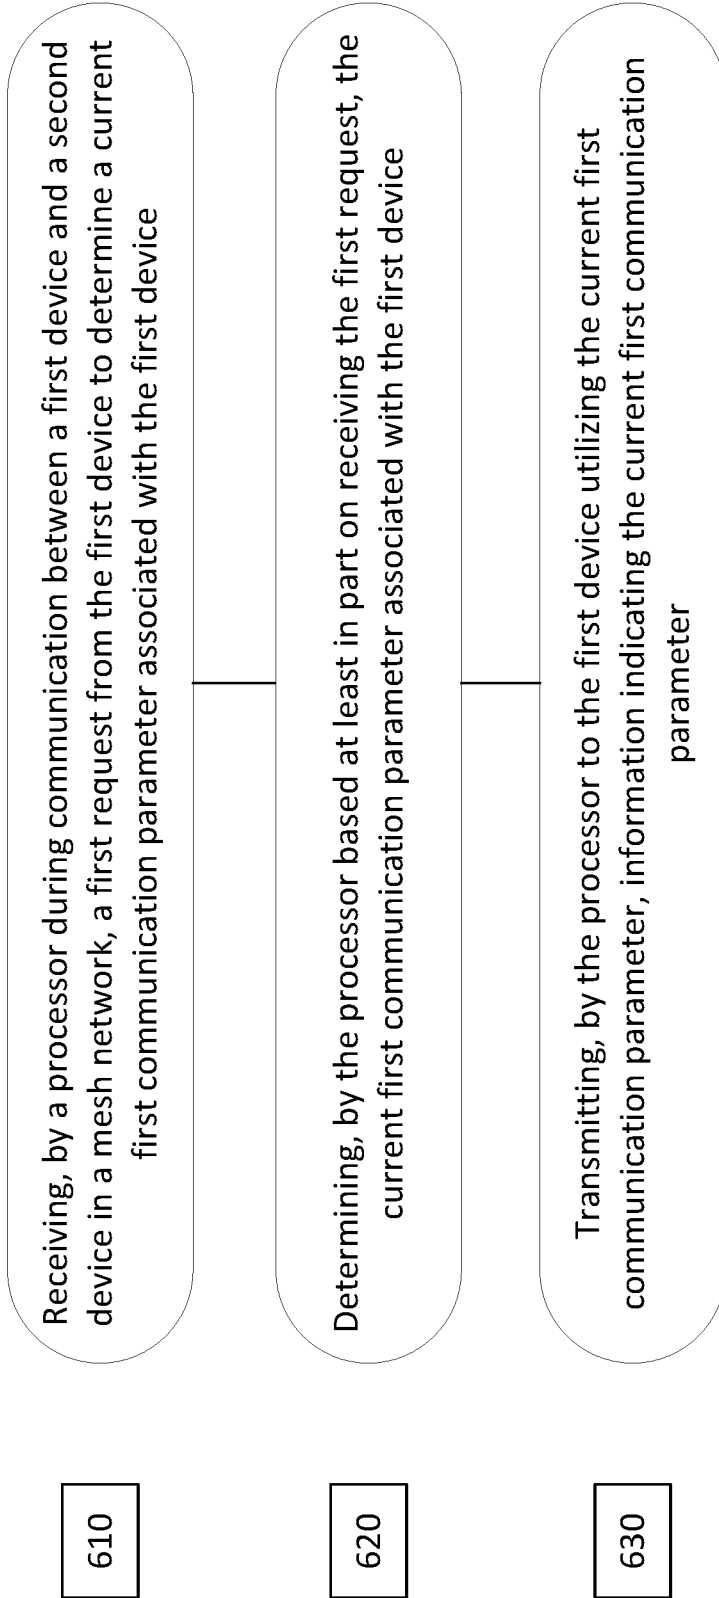 610
Receiving, by a processor during communication between a first device and a second
device in a mesh network, a first request from the first device to determine a current
first communication parameter associated with the first device
620
Determining, by the processor based at least in part on receiving the first request, the
current first communication parameter associated with the first device
630
Transmitting, by the processor to the first device utilizing the current first
communication parameter, information indicating the current first communication
parameter